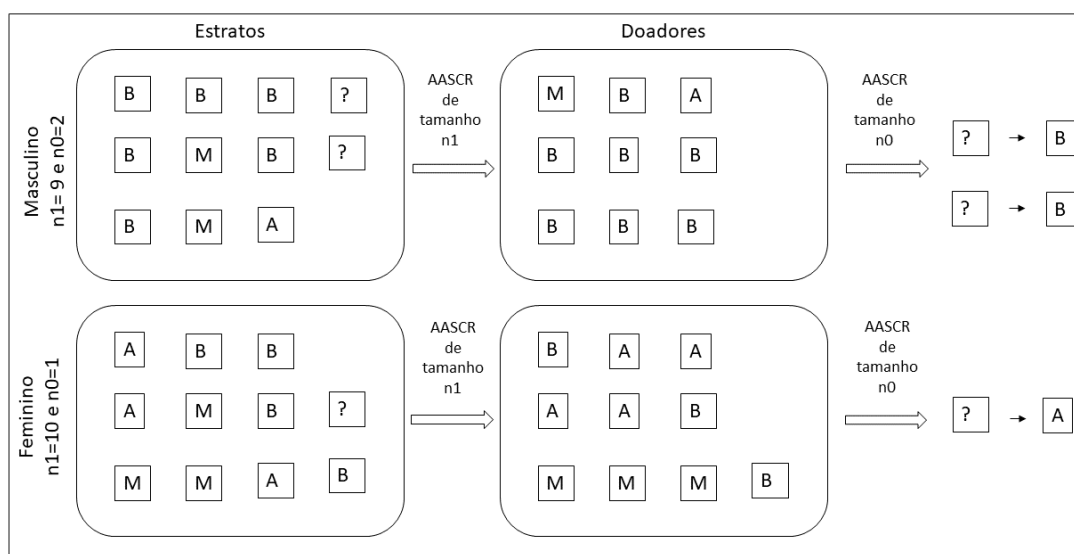 Estratos
Doadores
Masculino
n1= 9 e n0=2
B B B ?
B M B ?
B M A
AASCR
de
tamanho
n1
M B A
B B B
B B B
AASCR
de
tamanho
n0
? → B
? → B
Feminino
n1=10 e n0=1
A B B
A M B ?
M M A B
AASCR
de
tamanho
n1
B A A
A A B
M M M B
AASCR
de
tamanho
n0
? → A